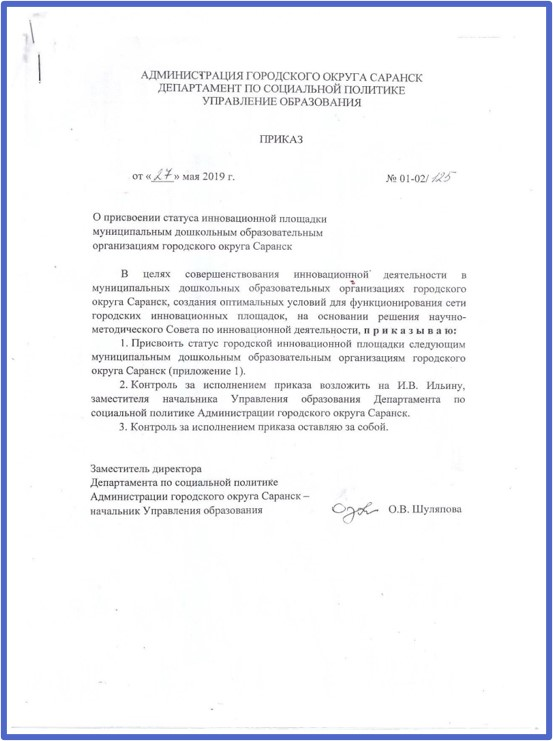 АДМИНИСТРАЦИЯ ГОРОДСКОГО ОКРУГА САРАНСК
ДЕПАРТАМЕНТ ПО СОЦИАЛЬНОЙ ПОЛИТИКЕ
УПРАВЛЕНИЕ ОБРАЗОВАНИЯ
ПРИКАЗ
от «27» мая 2019 г. № 01-02/125
О присвоении статуса инновационной площадки
муниципальным дошкольным образовательным
организациям городского округа Саранск
В целях совершенствования инновационной деятельности в
муниципальных дошкольных образовательных организациях городского
округа Саранск, создания оптимальных условий для функционирования сети
городских инновационных площадок, на основании решения научно-
методического Совета по инновационной деятельности, п р и к а з ы в а ю:
1. Присвоить статус городской инновационной площадки следующим
муниципальным дошкольным образовательным организациям городского
округа Саранск (приложение 1).
2. Контроль за исполнением приказа возложить на И.В. Ильину,
заместителя начальника Управления образования Департамента по
социальной политике Администрации городского округа Саранск.
3. Контроль за исполнением приказа оставляю за собой.
Заместитель директора
Департамента по социальной политике
Администрации городского округа Саранск –
начальник Управления образования О.В. Шуляпова